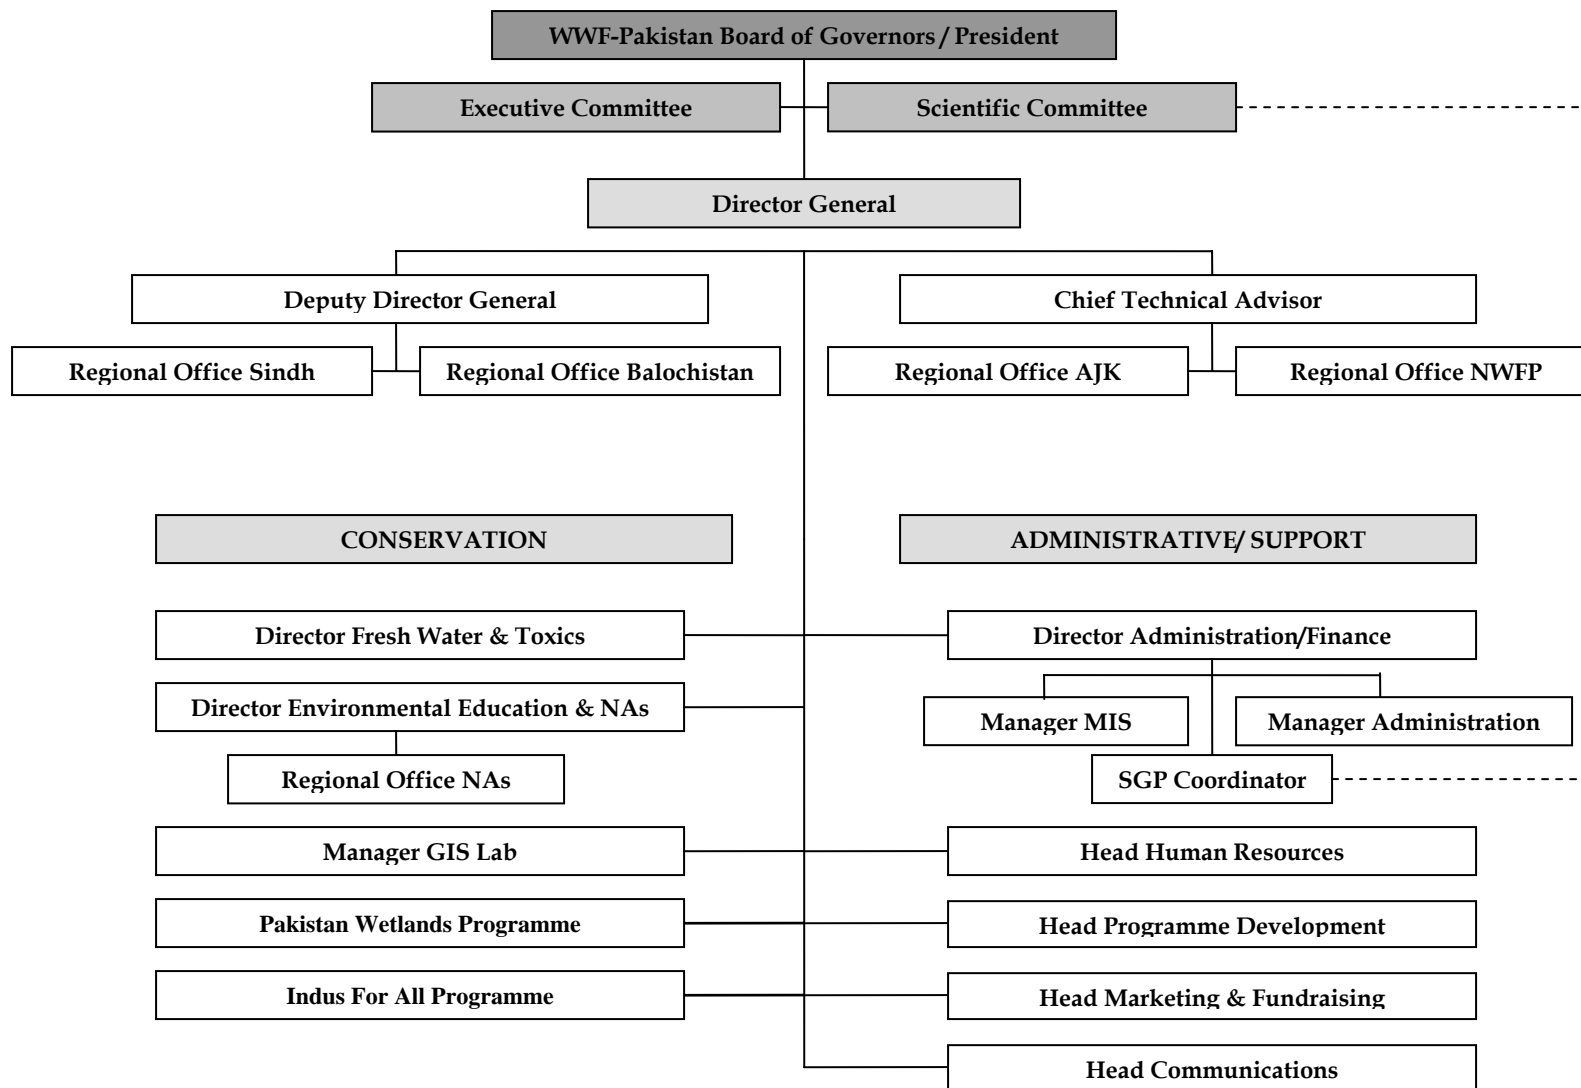 WWF-Pakistan Board of Governors / President
Executive Committee
Scientific Committee
Director General
Deputy Director General
Chief Technical Advisor
Regional Office Sindh
Regional Office Balochistan
Regional Office AJK
Regional Office NWFP
CONSERVATION
ADMINISTRATIVE/ SUPPORT
Director Fresh Water & Toxics
Director Administration/Finance
Director Environmental Education & NAs
Manager MIS
Manager Administration
Regional Office NAs
SGP Coordinator
Manager GIS Lab
Head Human Resources
Pakistan Wetlands Programme
Head Programme Development
Indus For All Programme
Head Marketing & Fundraising
Head Communications